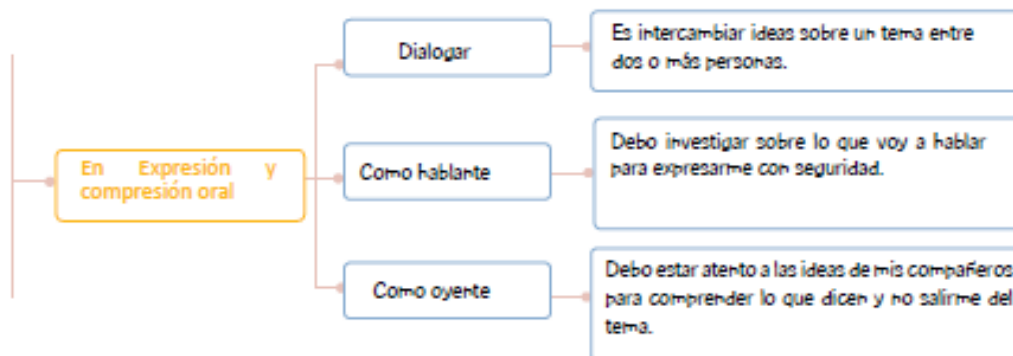 En Expresión y
compresión oral
Dialogar
Es intercambiar ideas sobre un tema entre
dos o más personas.
Como hablante
Debo investigar sobre lo que voy a hablar
para expresarme con seguridad.
Como oyente
Debo estar atento a las ideas de mis compañeros
para comprender lo que dicen y no salirme del
tema.